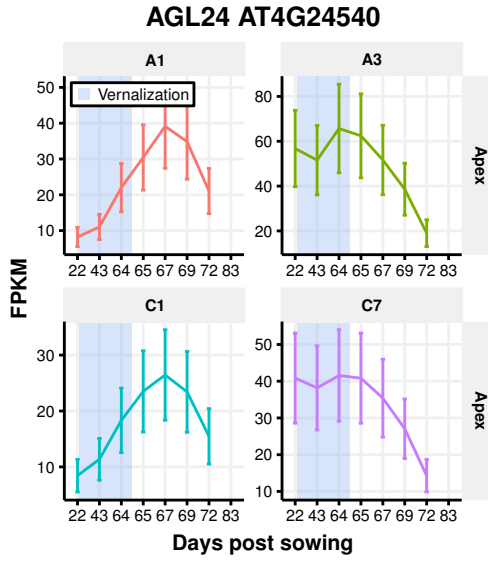 AGL24 AT4G24540
A1
A3
50
40
30
20
10
Vernalization
80
60
40
20
Apex
22 43 64 65 67 69 72 83
22 43 64 65 67 69 72 83
FPKM
C1
C7
30
20
10
50
40
30
20
10
Apex
22 43 64 65 67 69 72 83
22 43 64 65 67 69 72 83
Days post sowing